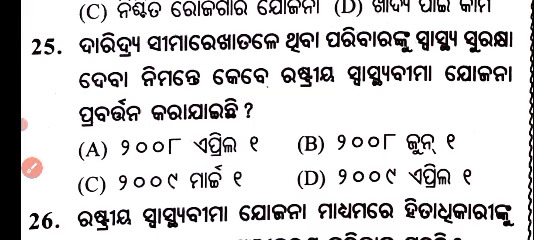 (C) ନିଶ୍ଚିତ ରୋଜଗାର ଯୋଜନା (D) ଖାଦ୍ୟ ପାଇଁ କାମ
25. ଦାରିଦ୍ର୍ୟ ସୀମାରେଖାତଳେ ଥିବା ପରିବାରଙ୍କୁ ସ୍ୱାସ୍ଥ୍ୟ ସୁରକ୍ଷା
ଦେବା ନିମନ୍ତେ କେବେ ରାଷ୍ଟ୍ରୀୟ ସ୍ୱାସ୍ଥ୍ୟବୀମା ଯୋଜନା
ପ୍ରବର୍ତ୍ତନ କରାଯାଇଛି ?
(A) ୨୦୦୮ ଏପ୍ରିଲ ୧ (B) ୨୦୦୮ ଜୁନ୍ ୧
(C) ୨୦୦୯ ମାର୍ଚ୍ଚ ୧ (D) ୨୦୦୯ ଏପ୍ରିଲ ୧
26. ରାଷ୍ଟ୍ରୀୟ ସ୍ୱାସ୍ଥ୍ୟବୀମା ଯୋଜନା ମାଧ୍ୟମରେ ହିତାଧିକାରୀଙ୍କୁ